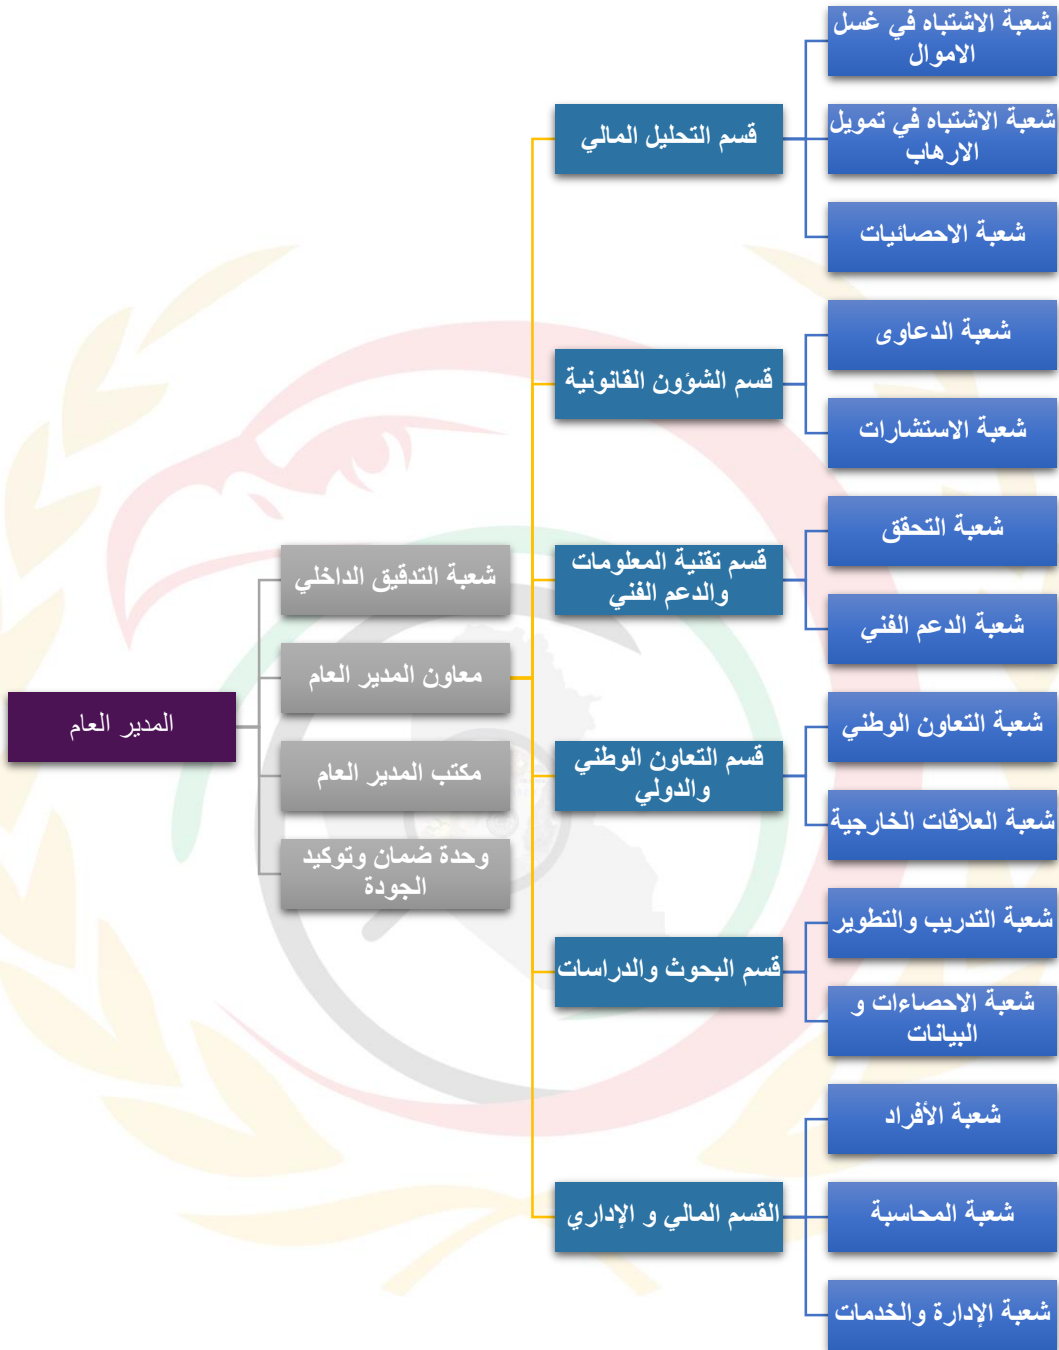 المدير العام
شعبة التدقيق الداخلي
معاون المدير العام
مكتب المدير العام
وحدة ضمان وتوكيد
الجودة
قسم التحليل المالي
شعبة الاشتباه في غسل
الاموال
شعبة الاشتباه في تمويل
الارهاب
شعبة الاحصائيات
قسم الشؤون القانونية
شعبة الدعاوى
شعبة الاستشارات
قسم تقنية المعلومات
والدعم الفني
شعبة التحقق
شعبة الدعم الفني
قسم التعاون الوطني
والدولي
شعبة التعاون الوطني
شعبة العلاقات الخارجية
قسم البحوث والدراسات
شعبة التدريب والتطوير
شعبة الاحصاءات و
البيانات
القسم المالي و الإداري
شعبة الأفراد
شعبة المحاسبة
شعبة الإدارة والخدمات